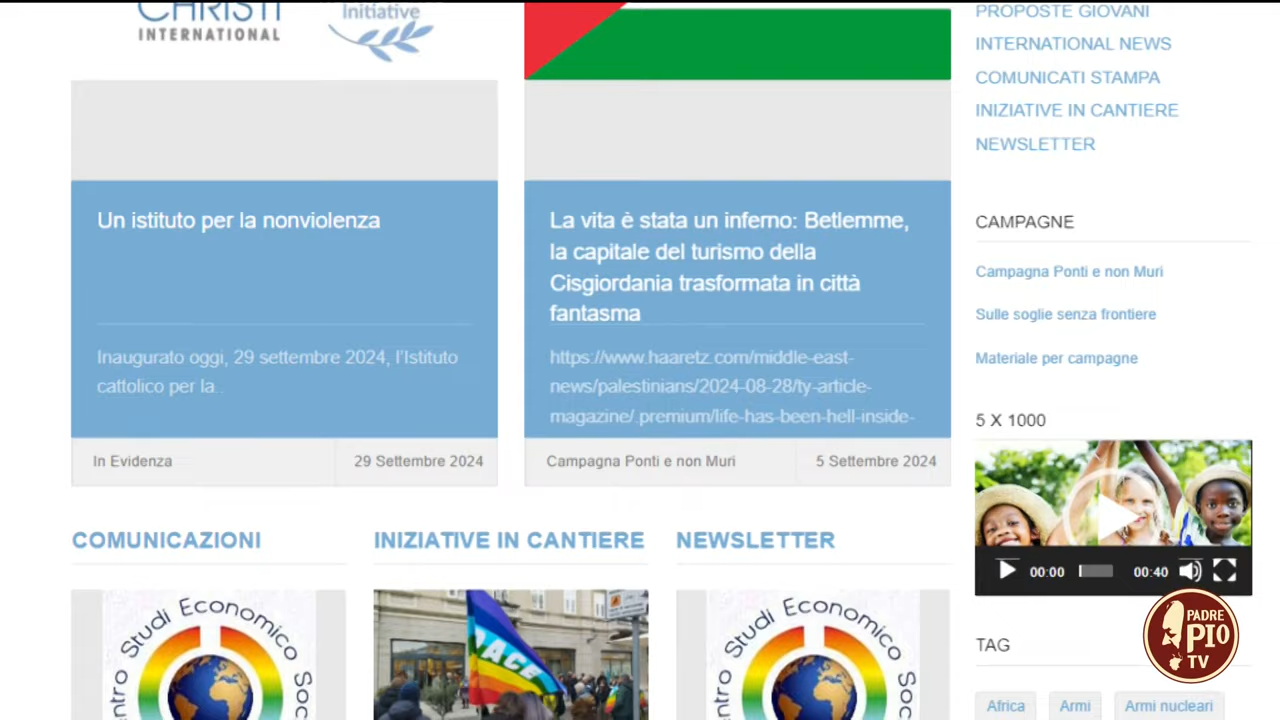 CHRISTI
INTERNATIONAL
Initiative
Un istituto per la nonviolenza
Inaugurato oggi, 29 settembre 2024, l'Istituto
cattolico per la..
In Evidenza
29 Settembre 2024
La vita è stata un inferno: Betlemme,
la capitale del turismo della
Cisgiordania trasformata in città
fantasma
https://www.haaretz.com/middle-east-
news/palestinians/2024-08-28/ty-article-
magazine/.premium/life-has-been-hell-inside-
Campagna Ponti e non Muri
5 Settembre 2024
COMUNICAZIONI
Studi Economico
INIZIATIVE IN CANTIERE
PACE
NEWSLETTER
Studi Economico
PROPOSTE GIOVANI
INTERNATIONAL NEWS
COMUNICATI STAMPA
INIZIATIVE IN CANTIERE
NEWSLETTER
CAMPAGNE
Campagna Ponti e non Muri
Sulle soglie senza frontiere
Materiale per campagne
5 X 1000
00:00
00:40
PADRE
PIO
TV
TAG
Africa
Armi
Armi nucleari